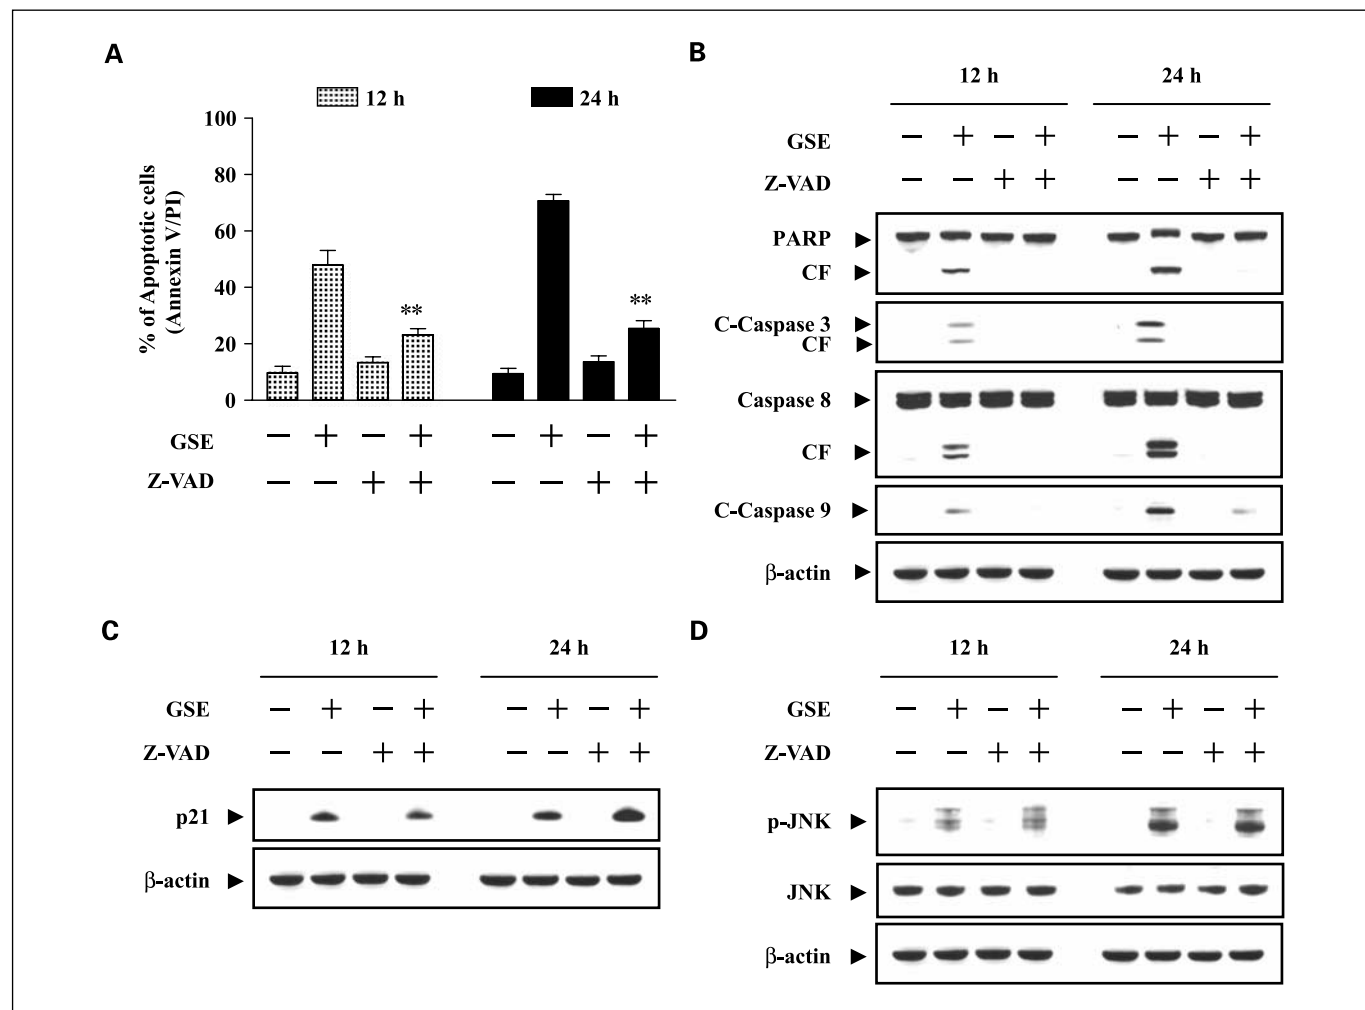 A
12 h
24 h
% of Apoptotic cells
(Annexin V/PI)
100
80
60
40
20
0
**
**
GSE − + − + − + − +
Z-VAD − − + + − − + +
B
12 h 24 h
GSE − + − + − + − +
Z-VAD − − + + − − + +
PARP
CF
C-Caspase 3
CF
Caspase 8
CF
C-Caspase 9
β-actin
C
12 h 24 h
GSE − + − + − + − +
Z-VAD − − + + − − + +
p21
β-actin
D
12 h 24 h
GSE − + − + − + − +
Z-VAD − − + + − − + +
p-JNK
JNK
β-actin